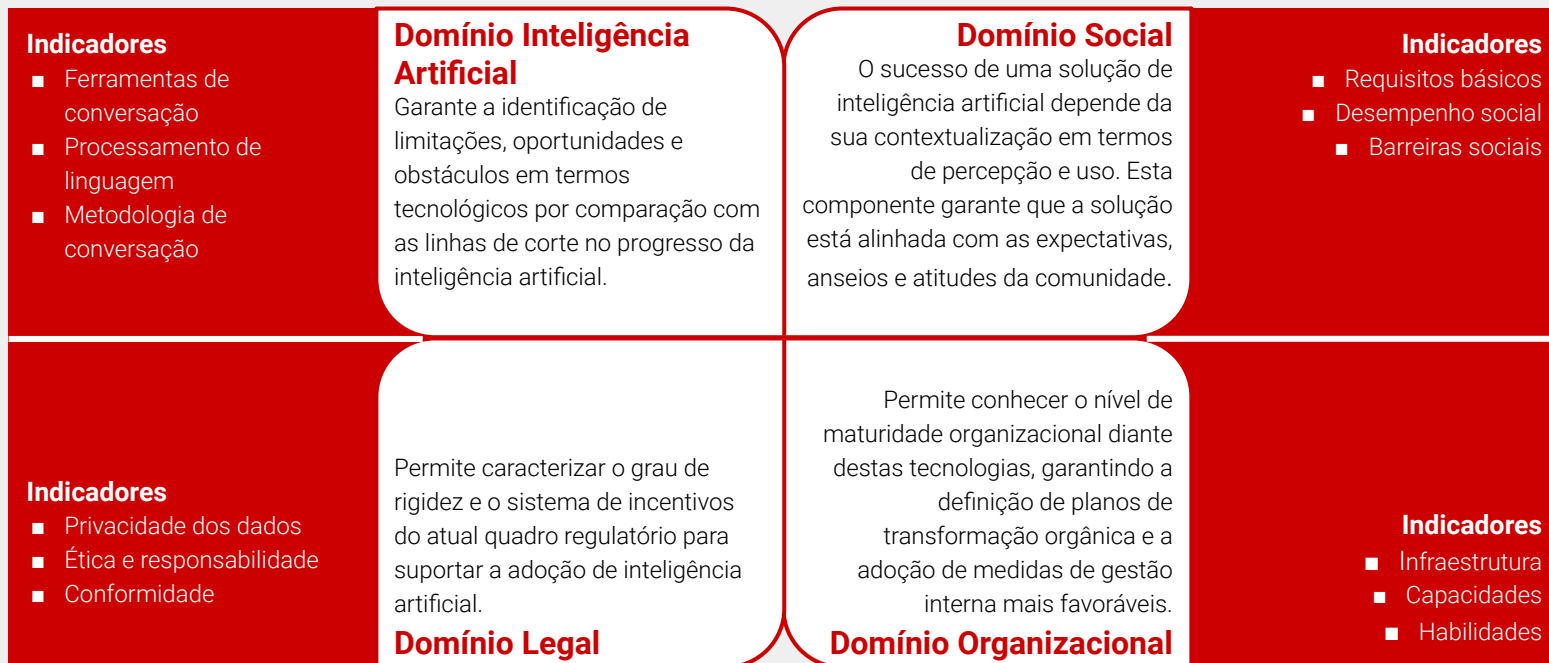 Indicadores
■ Ferramentas de
conversação
■ Processamento de
linguagem
■ Metodologia de
conversação
Domínio Inteligência
Artificial
Garante a identificação de
limitações, oportunidades e
obstáculos em termos
tecnológicos por comparação com
as linhas de corte no progresso da
inteligência artificial.
Domínio Social
O sucesso de uma solução de
inteligência artificial depende da
sua contextualização em termos
de percepção e uso. Esta
componente garante que a solução
está alinhada com as expectativas,
anseios e atitudes da comunidade.
Indicadores
■ Requisitos básicos
■ Desempenho social
■ Barreiras sociais
Indicadores
■ Privacidade dos dados
■ Ética e responsabilidade
■ Conformidade
Permite caracterizar o grau de
rigidez e o sistema de incentivos
do atual quadro regulatório para
suportar a adoção de inteligência
artificial.
Domínio Legal
Permite conhecer o nível de
maturidade organizacional diante
destas tecnologias, garantindo a
definição de planos de
transformação orgânica e a
adoção de medidas de gestão
interna mais favoráveis.
Domínio Organizacional
Indicadores
■ Infraestrutura
■ Capacidades
■ Habilidades